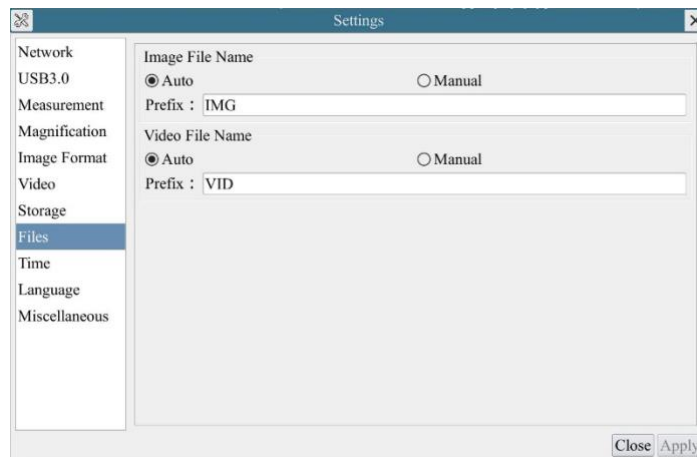 Settings
Network
USB3.0
Measurement
Magnification
Image Format
Video
Storage
Files
Time
Language
Miscellaneous
Image File Name
Auto Manual
Prefix : IMG
Video File Name
Auto Manual
Prefix : VID
Close Apply